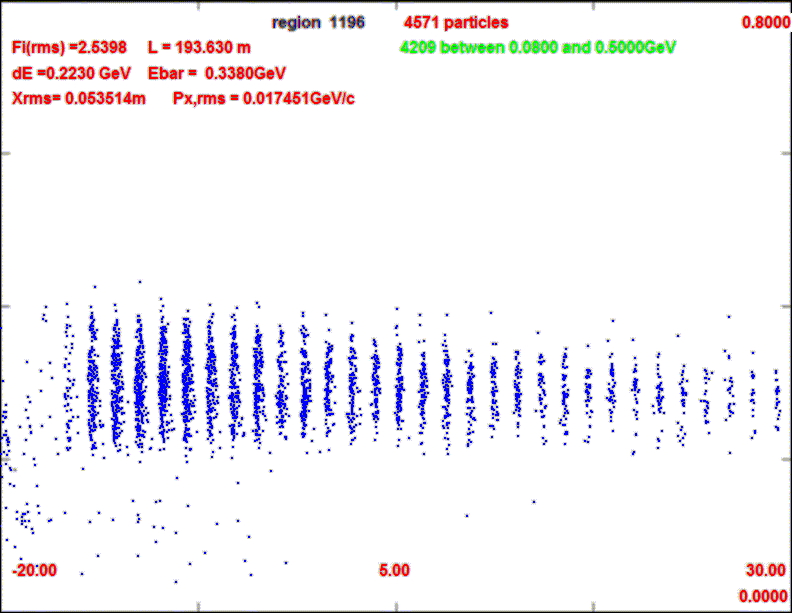 region 1196 4571 particles 0.8000
Fi(rms) =2.5398 L = 193.630 m 4209 between 0.0800 and 0.5000GeV
dE =0.2230 GeV Ebar = 0.3380GeV
Xrms= 0.053514m Px,rms = 0.017451GeV/c
-20.00 5.00 30.00
0.0000